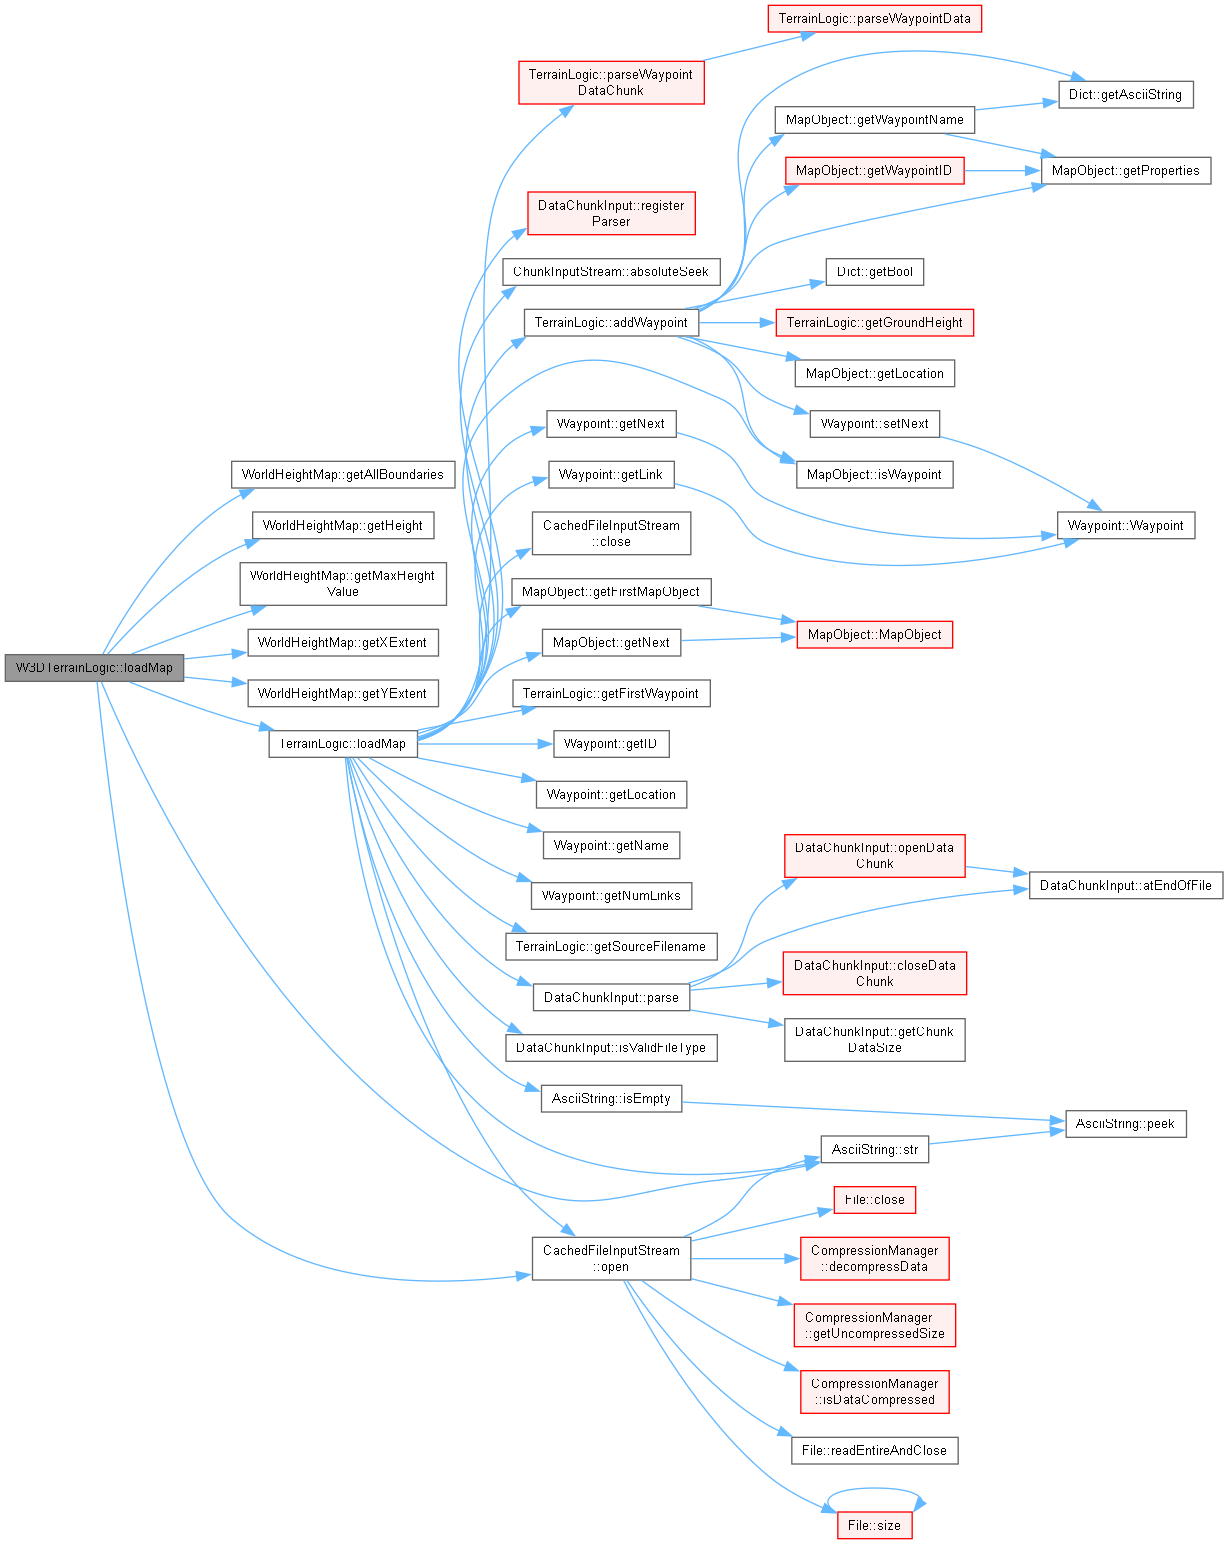 TerrainLogic::parseWaypointData
TerrainLogic::parseWaypoint
DataChunk
Dict::getAsciiString
MapObject::getWaypointName
MapObject::getWaypointID
MapObject::getProperties
DataChunkInput::register
Parser
ChunkInputStream::absoluteSeek
Dict::getBool
TerrainLogic::addWaypoint
TerrainLogic::getGroundHeight
MapObject::getLocation
Waypoint::getNext
Waypoint::setNext
WorldHeightMap::getAllBoundaries
Waypoint::getLink
MapObject::isWaypoint
WorldHeightMap::getHeight
CachedFileInputStream
::close
Waypoint::Waypoint
WorldHeightMap::getMaxHeight
Value
MapObject::getFirstMapObject
WorldHeightMap::getXExtent
MapObject::getNext
MapObject::MapObject
W3DTerrainLogic::loadMap
WorldHeightMap::getYExtent
TerrainLogic::getFirstWaypoint
TerrainLogic::loadMap
Waypoint::getID
Waypoint::getLocation
Waypoint::getName
DataChunkInput::openData
Chunk
Waypoint::getNumLinks
DataChunkInput::atEndOfFile
TerrainLogic::getSourceFilename
DataChunkInput::closeData
Chunk
DataChunkInput::parse
DataChunkInput::getChunk
DataSize
DataChunkInput::isValidFileType
AsciiString::isEmpty
AsciiString::peek
AsciiString::str
File::close
CachedFileInputStream
::open
CompressionManager
::decompressData
CompressionManager
::getUncompressedSize
CompressionManager
::isDataCompressed
File::readEntireAndClose
File::size